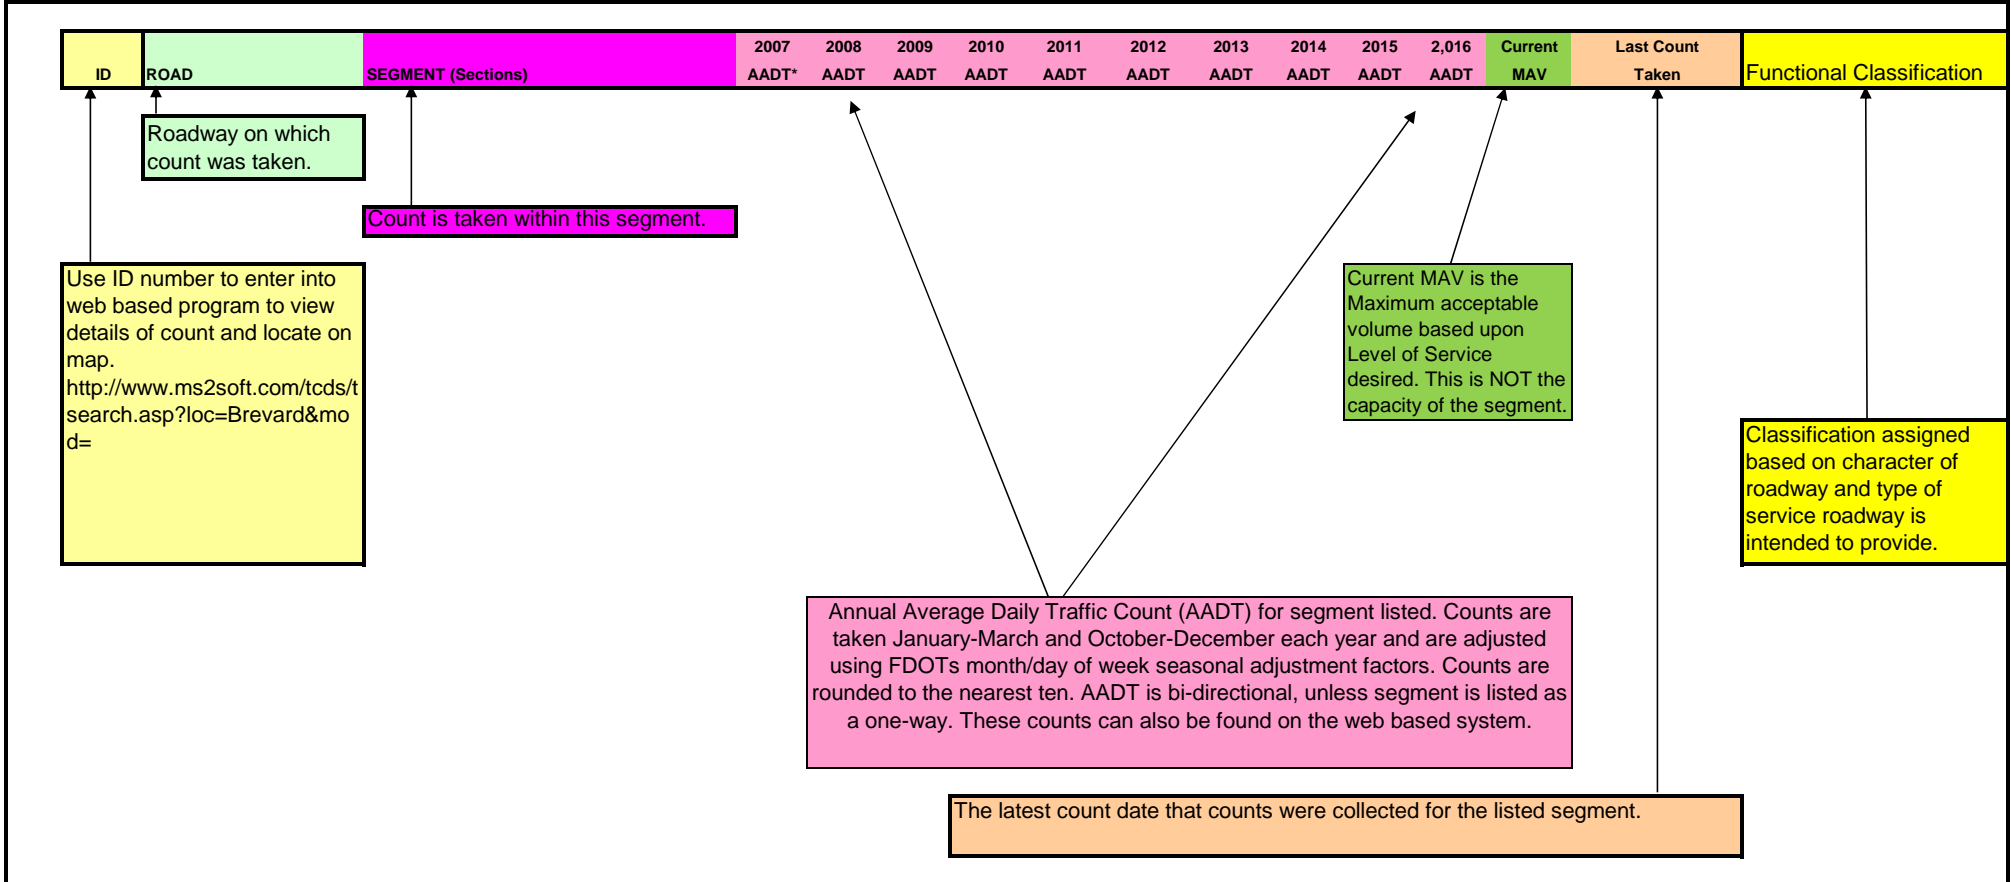 2007 2008 2009 2010 2011 2012 2013 2014 2015 2,016 Current Last Count
ID ROAD SEGMENT (Sections) AADT* AADT AADT AADT AADT AADT AADT AADT AADT AADT MAV Taken Functional Classification
Roadway on which
count was taken.
Count is taken within this segment.
Use ID number to enter into
web based program to view
details of count and locate on
map.
http://www.ms2soft.com/tcds/t
search.asp?loc=Brevard&mo
d=
Current MAV is the
Maximum acceptable
volume based upon
Level of Service
desired. This is NOT the
capacity of the segment.
Classification assigned
based on character of
roadway and type of
service roadway is
intended to provide.
Annual Average Daily Traffic Count (AADT) for segment listed. Counts are
taken January-March and October-December each year and are adjusted
using FDOTs month/day of week seasonal adjustment factors. Counts are
rounded to the nearest ten. AADT is bi-directional, unless segment is listed as
a one-way. These counts can also be found on the web based system.
The latest count date that counts were collected for the listed segment.